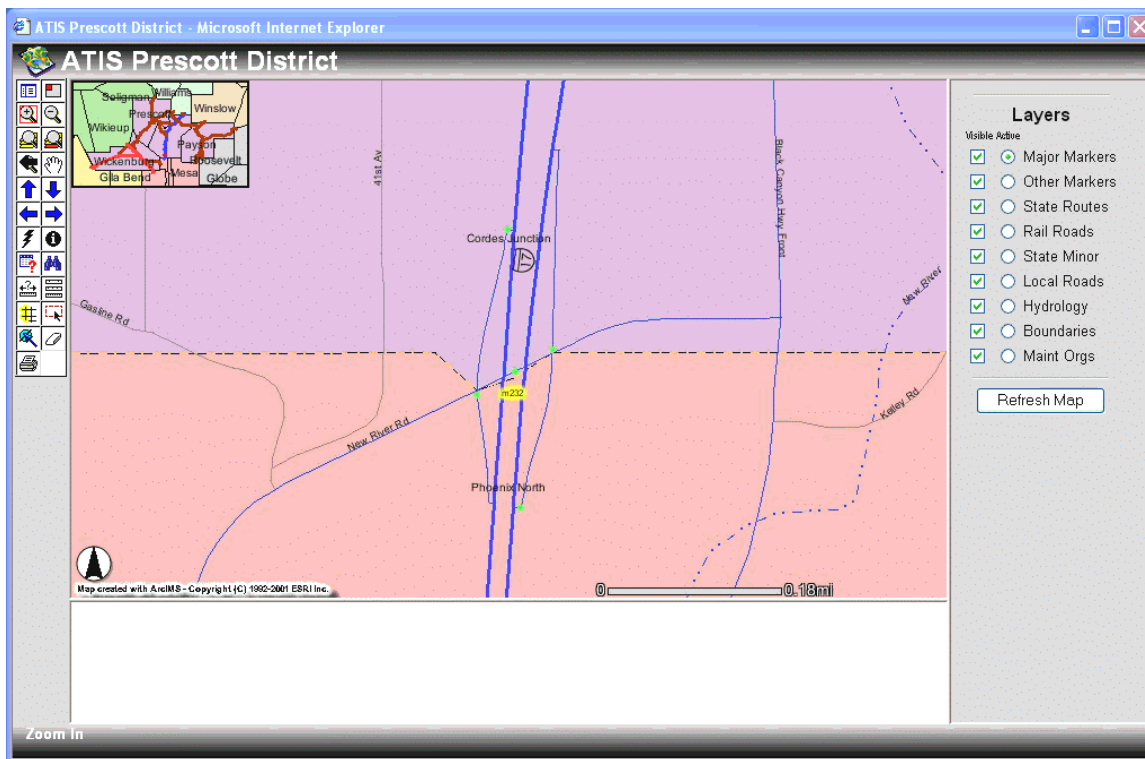 ATIS Prescott District - Microsoft Internet Explorer
ATIS Prescott District
Seligman
Williams
Winslow
Prescott
Wikieup
Payson
Wickenburg
Roosevelt
Mesa
Gila Bend
Globe
41st Av
Black Canyon Hwy Front
Cordes Junction
17
New River
Gasline Rd
m232
New River Rd
Kelley Rd
Phoenix North
Map created with ArcIMS - Copyright (C) 1992-2001 ESRI Inc.
0
0.18mi
Layers
Visible Active
Major Markers
Other Markers
State Routes
Rail Roads
State Minor
Local Roads
Hydrology
Boundaries
Maint Orgs
Refresh Map
Zoom In